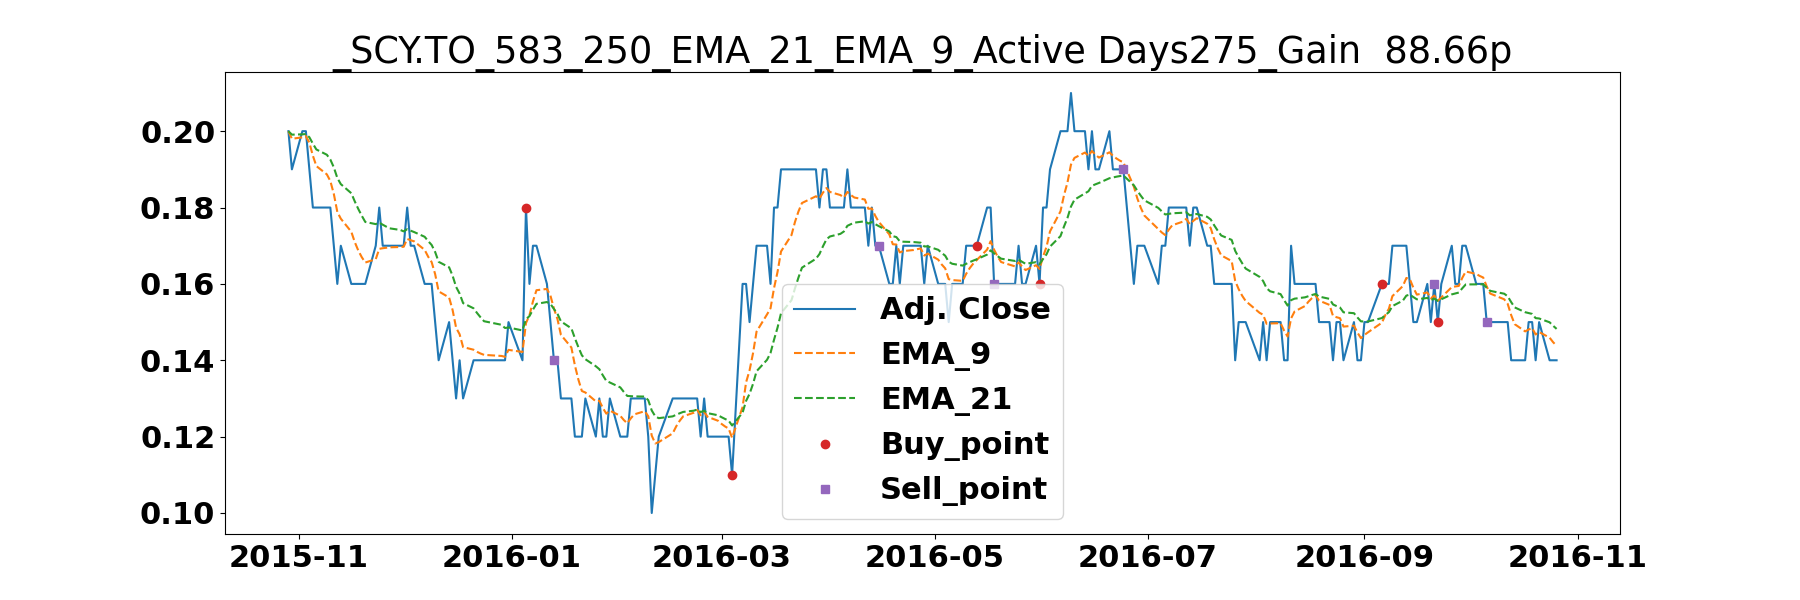 _SCY.TO_583_250_EMA_21_EMA_9_Active Days275_Gain  88.66p
0.20
0.18
0.16
0.14
0.12
0.10
Adj. Close
EMA_9
EMA_21
Buy_point
Sell_point
2015-11 2016-01 2016-03 2016-05 2016-07 2016-09 2016-11